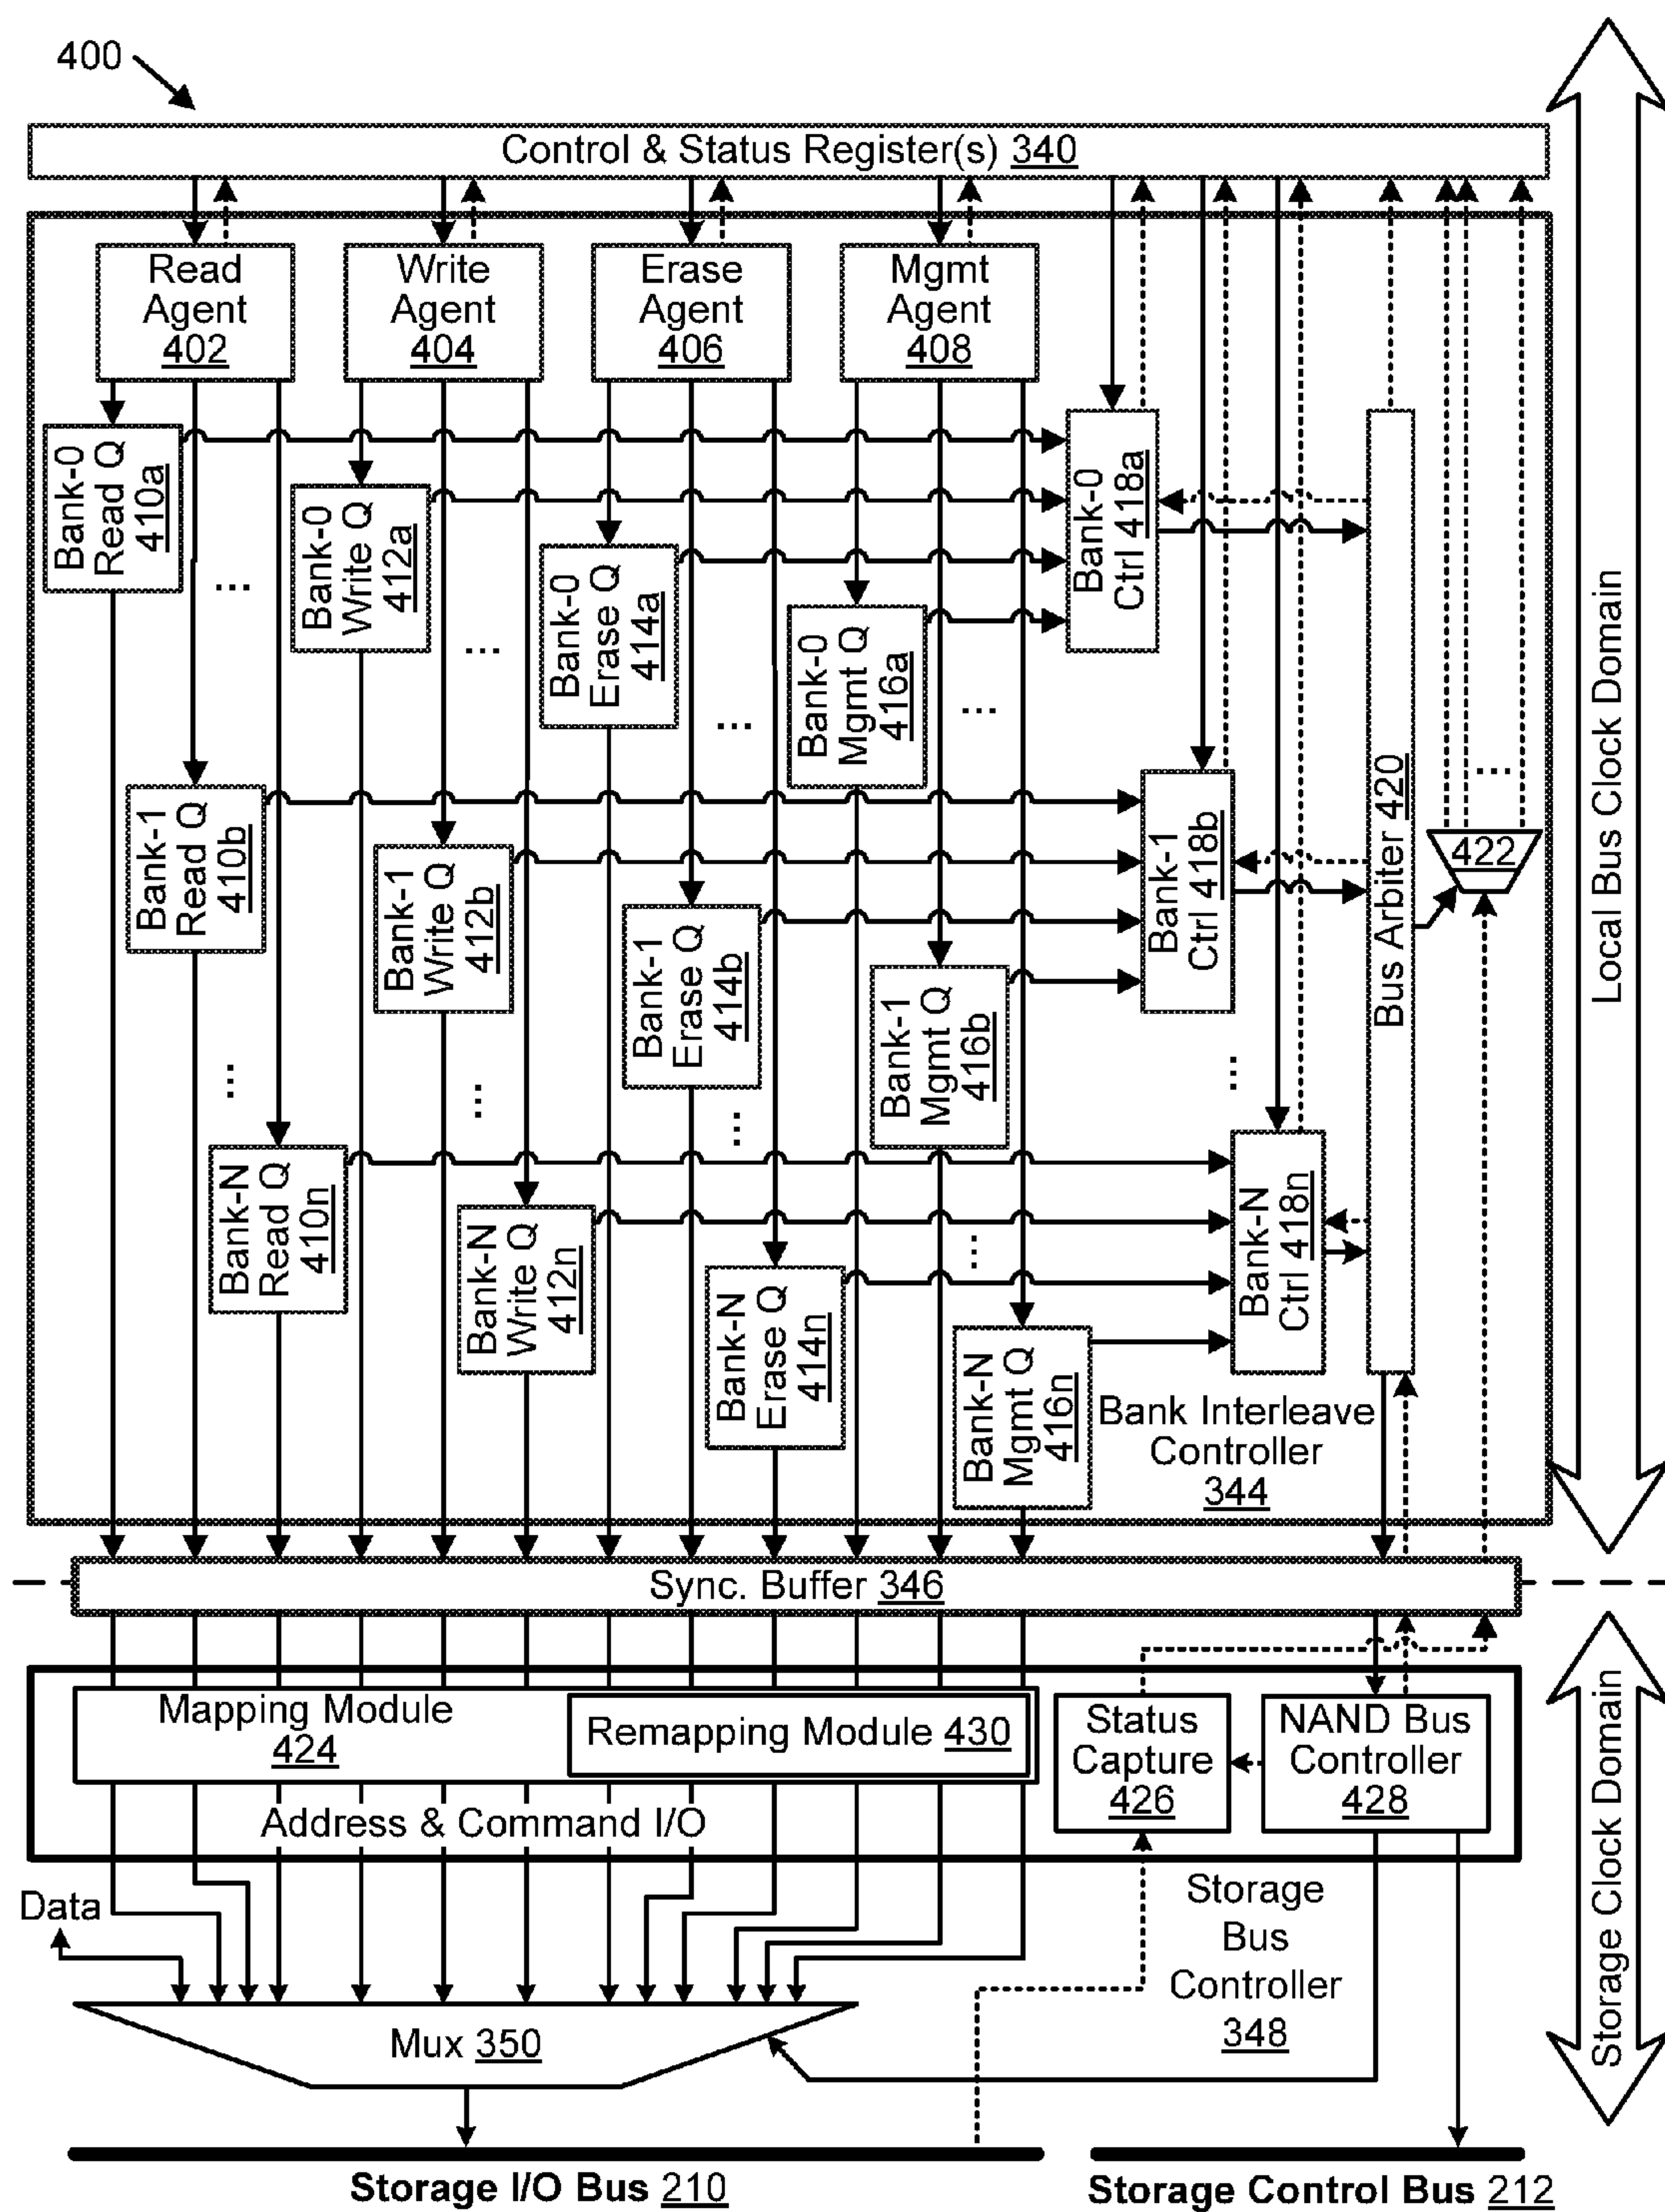 400
Control & Status Register(s) 340
Read
Agent
402
Write
Agent
404
Erase
Agent
406
Mgmt
Agent
408
Bank-0
Read Q
410a
Bank-0
Write Q
412a
Bank-0
Erase Q
414a
Bank-0
Mgmt Q
416a
Bank-0
Ctrl 418a
...
...
...
...
Bank-1
Read Q
410b
Bank-1
Write Q
412b
Bank-1
Erase Q
414b
Bank-1
Mgmt Q
416b
Bank-1
Ctrl 418b
Bus Arbiter 420
422
...
...
...
...
...
...
Bank-N
Read Q
410n
Bank-N
Write Q
412n
Bank-N
Erase Q
414n
Bank-N
Mgmt Q
416n
Bank-N
Ctrl 418n
Bank Interleave
Controller
344
Local Bus Clock Domain
Sync. Buffer 346
Mapping Module
424
Remapping Module 430
Status
Capture
426
NAND Bus
Controller
428
Address & Command I/O
Storage
Bus
Controller
348
Storage Clock Domain
Data
Mux 350
Storage I/O Bus 210
Storage Control Bus 212